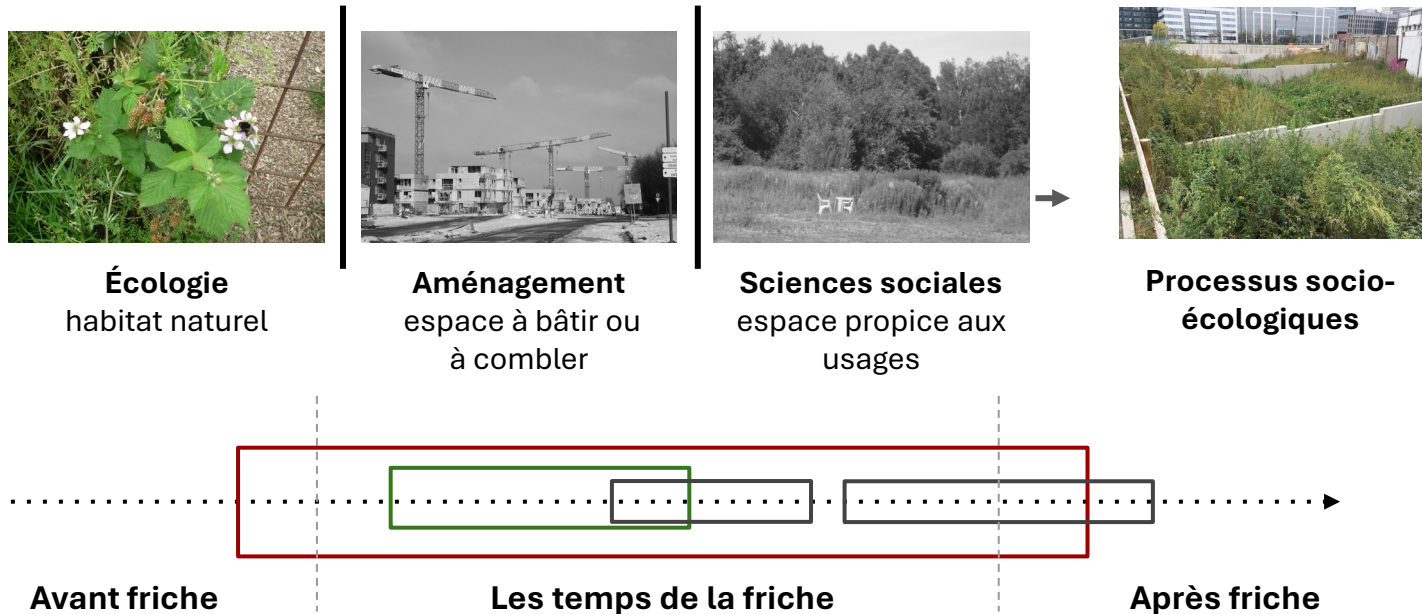 Écologie
habitat naturel
Aménagement
espace à bâtir ou
à combler
Sciences sociales
espace propice aux
usages
Processus socio-
écologiques
Avant friche
Les temps de la friche
Après friche